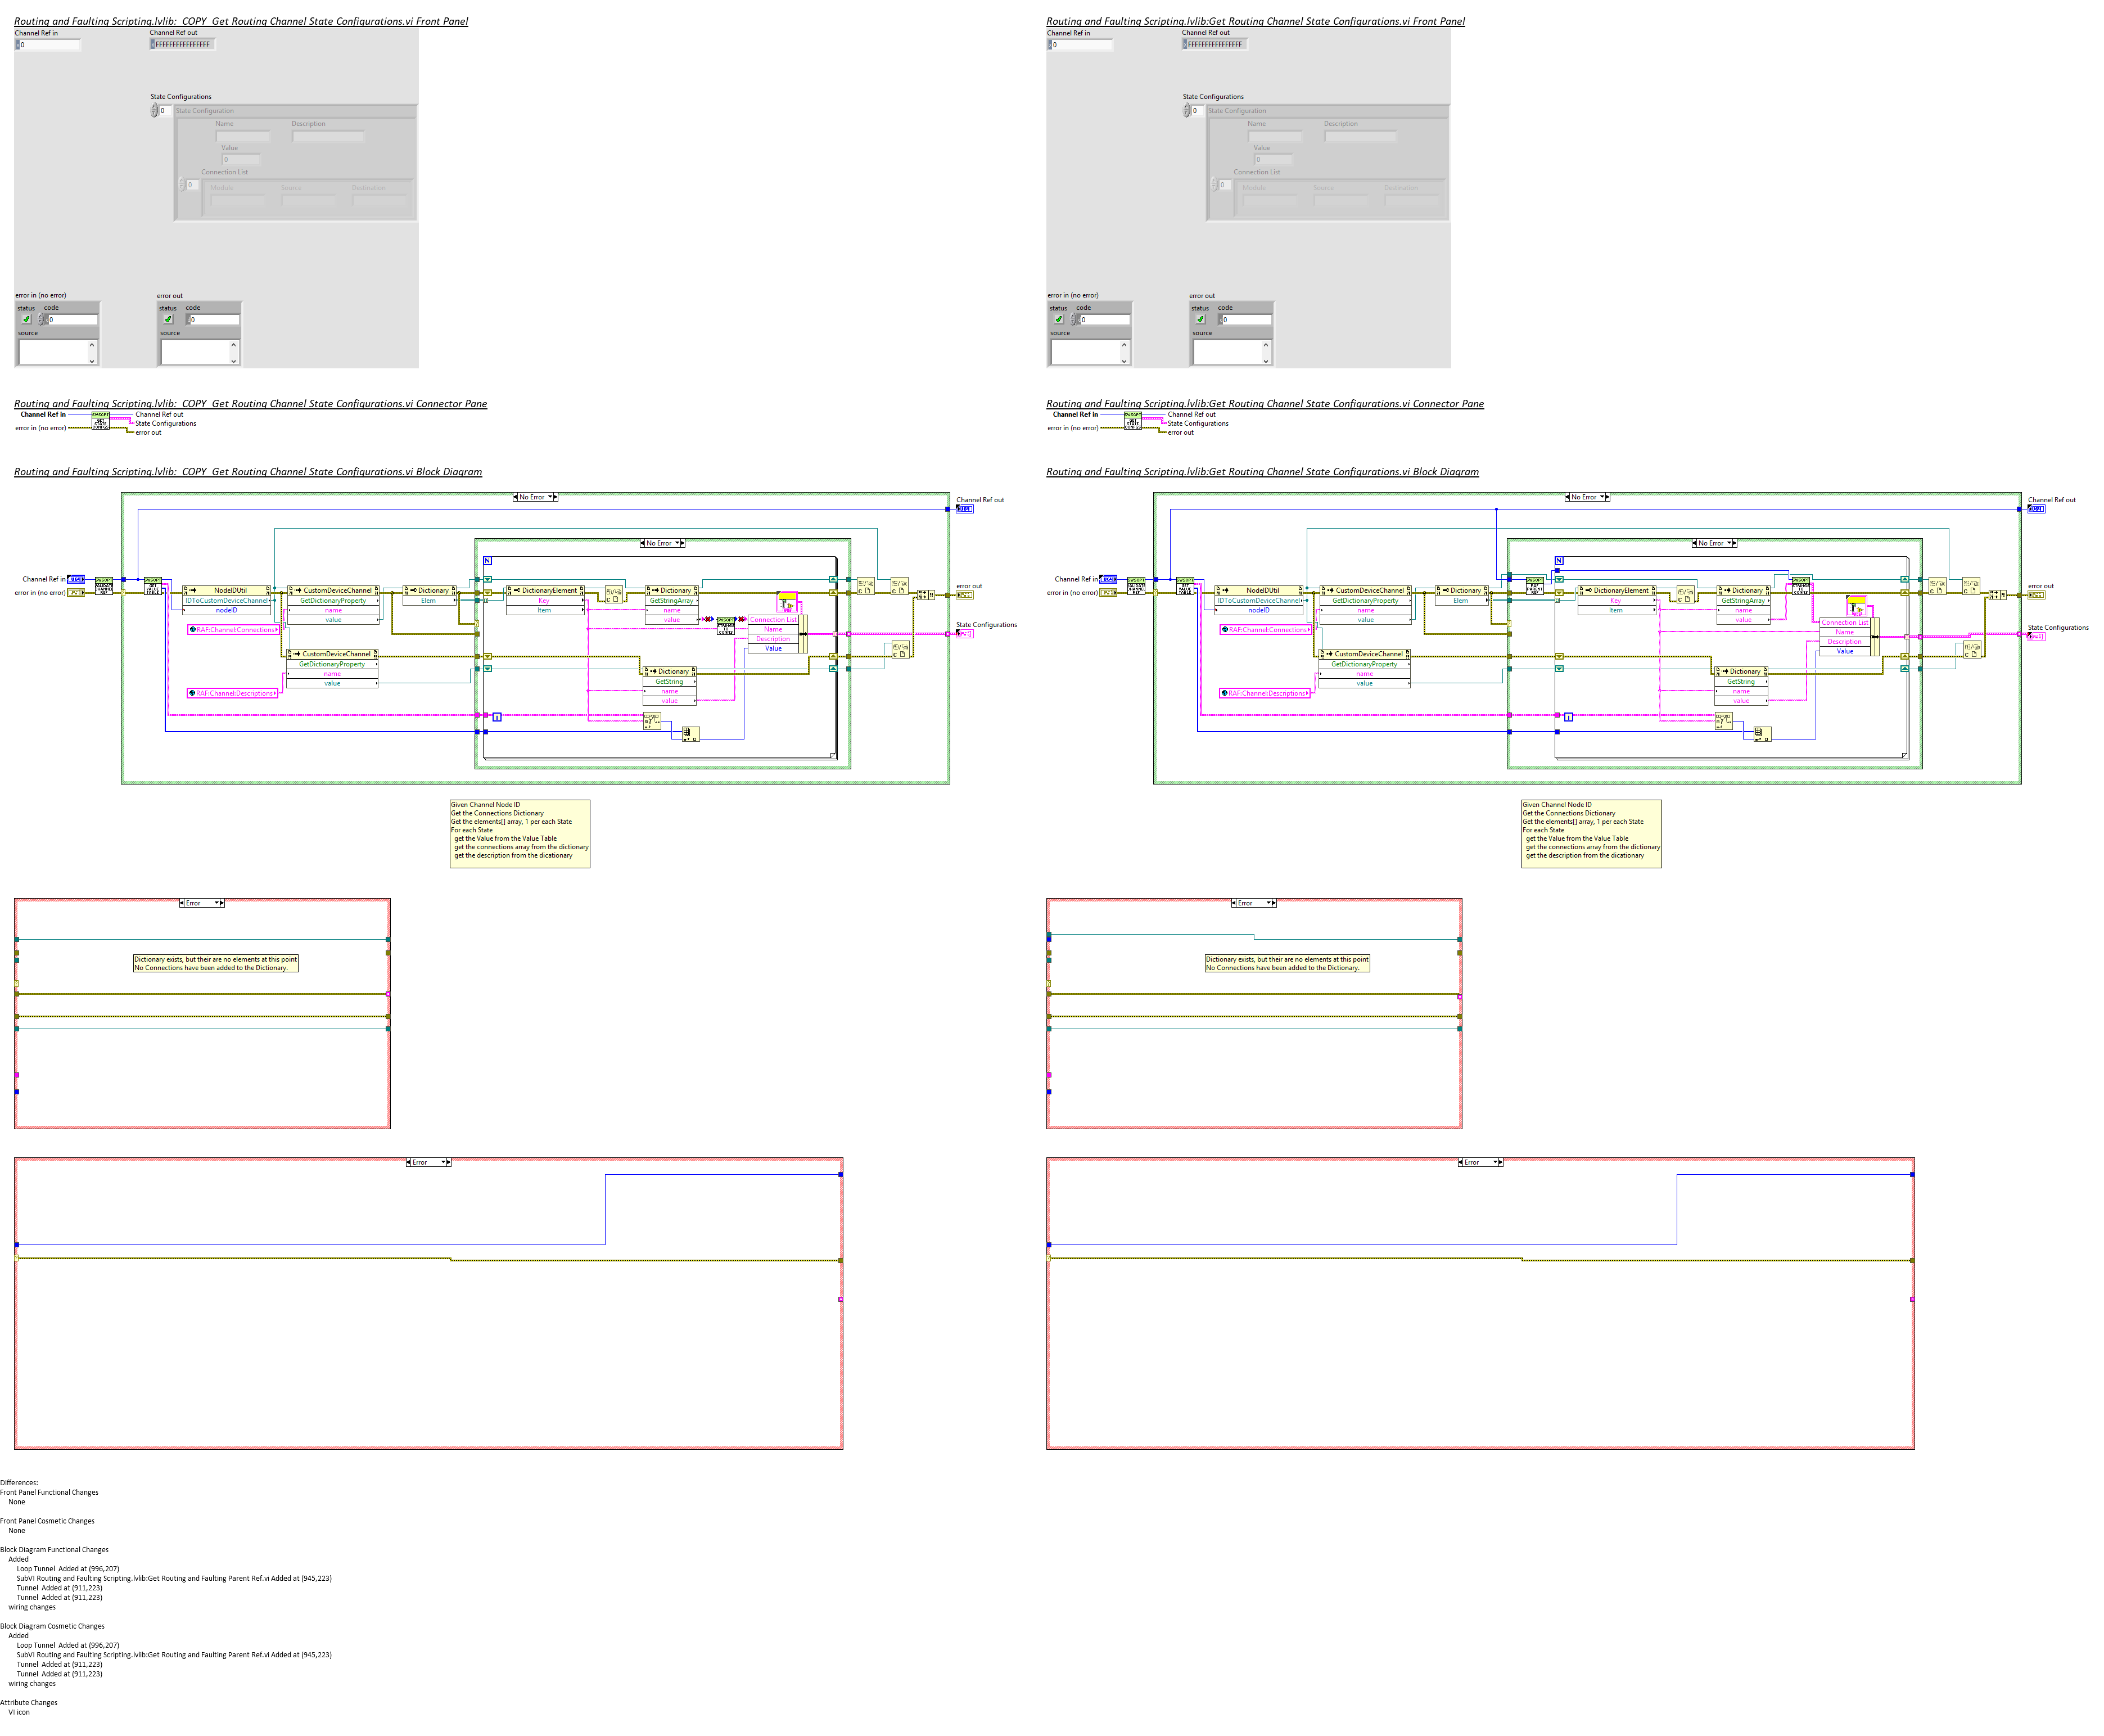 Routing and Faulting Scripting.lvlib:_COPY_Get Routing Channel State Configurations.vi Front Panel
Channel Ref in
0
Channel Ref out
FFFFFFFFFFFFFFFF
State Configurations
0
State Configuration
Name
Description
Value
0
Connection List
0
Module
Source
Destination
error in (no error)
status
code
0
source
error out
status
code
0
source
Routing and Faulting Scripting.lvlib:_COPY_Get Routing Channel State Configurations.vi Connector Pane
Channel Ref in
error in (no error)
Channel Ref out
State Configurations
error out
Routing and Faulting Scripting.lvlib:_COPY_Get Routing Channel State Configurations.vi Block Diagram
No Error
Channel Ref out
No Error
N
Channel Ref in
error in (no error)
NodeIDUtil
IDToCustomDeviceChannel
nodeID
CustomDeviceChannel
GetDictionaryProperty
name
value
Dictionary
Elem
DictionaryElement
Key
Item
Dictionary
GetStringArray
name
value
Connection List
Name
Description
Value
error out
State Configurations
RAF:Channel:Connections
CustomDeviceChannel
GetDictionaryProperty
name
value
RAF:Channel:Descriptions
Dictionary
GetString
name
value
i
Given Channel Node ID
Get the Connections Dictionary
Get the elements[] array, 1 per each State
For each State
get the Value from the Value Table
get the connections array from the dictionary
get the description from the dicationary
Error
Dictionary exists, but their are no elements at this point
No Connections have been added to the Dictionary.
Error
Routing and Faulting Scripting.lvlib:Get Routing Channel State Configurations.vi Front Panel
Channel Ref in
0
Channel Ref out
FFFFFFFFFFFFFFFF
State Configurations
0
State Configuration
Name
Description
Value
0
Connection List
0
Module
Source
Destination
error in (no error)
status
code
0
source
error out
status
code
0
source
Routing and Faulting Scripting.lvlib:Get Routing Channel State Configurations.vi Connector Pane
Channel Ref in
error in (no error)
Channel Ref out
State Configurations
error out
Routing and Faulting Scripting.lvlib:Get Routing Channel State Configurations.vi Block Diagram
No Error
Channel Ref out
No Error
N
Channel Ref in
error in (no error)
NodeIDUtil
IDToCustomDeviceChannel
nodeID
CustomDeviceChannel
GetDictionaryProperty
name
value
Dictionary
Elem
DictionaryElement
Key
Item
Dictionary
GetStringArray
name
value
Connection List
Name
Description
Value
error out
State Configurations
RAF:Channel:Connections
CustomDeviceChannel
GetDictionaryProperty
name
value
RAF:Channel:Descriptions
Dictionary
GetString
name
value
i
Given Channel Node ID
Get the Connections Dictionary
Get the elements[] array, 1 per each State
For each State
get the Value from the Value Table
get the connections array from the dictionary
get the description from the dicationary
Error
Dictionary exists, but their are no elements at this point
No Connections have been added to the Dictionary.
Error
Differences:
Front Panel Functional Changes
None
Front Panel Cosmetic Changes
None
Block Diagram Functional Changes
Added
Loop Tunnel  Added at (996,207)
SubVI Routing and Faulting Scripting.lvlib:Get Routing and Faulting Parent Ref.vi Added at (945,223)
Tunnel  Added at (911,223)
Tunnel  Added at (911,223)
wiring changes
Block Diagram Cosmetic Changes
Added
Loop Tunnel  Added at (996,207)
SubVI Routing and Faulting Scripting.lvlib:Get Routing and Faulting Parent Ref.vi Added at (945,223)
Tunnel  Added at (911,223)
Tunnel  Added at (911,223)
wiring changes
Attribute Changes
VI icon